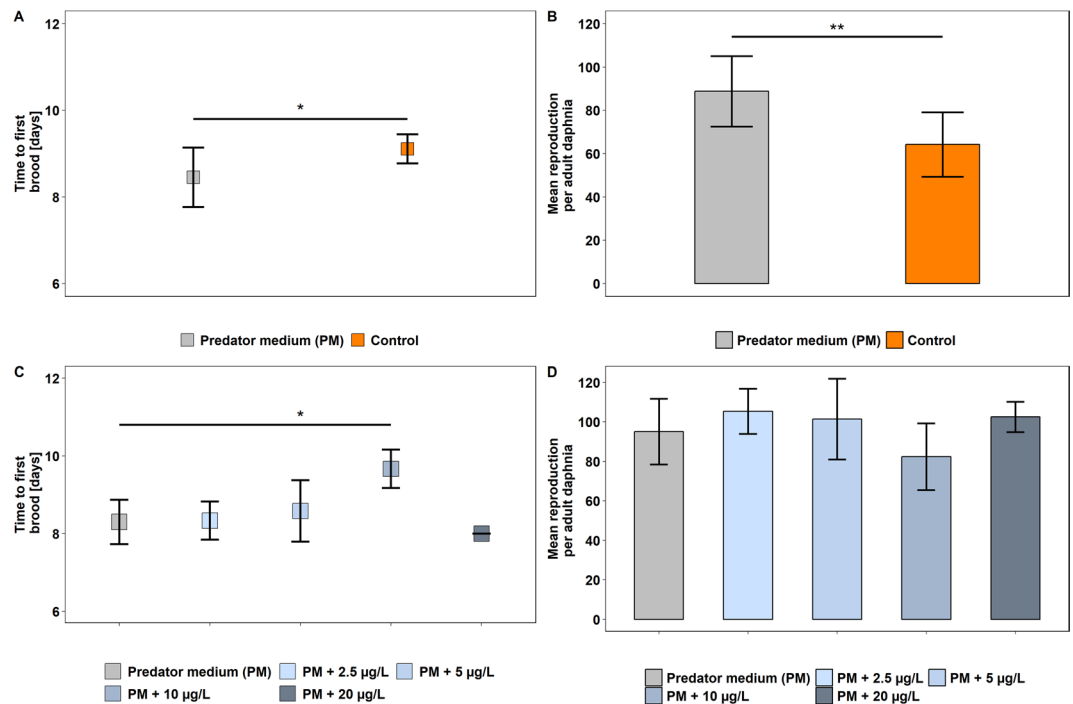 A
12
10
8
6
Time to first
brood [days]
*
Predator medium (PM) Control
B
120
100
80
60
40
20
0
Mean reproduction
per adult daphnia
**
Predator medium (PM) Control
C
12
10
8
6
Time to first
brood [days]
*
Predator medium (PM) PM + 2.5 µg/L PM + 5 µg/L
PM + 10 µg/L PM + 20 µg/L
D
120
100
80
60
40
20
0
Mean reproduction
per adult daphnia
Predator medium (PM) PM + 2.5 µg/L PM + 5 µg/L
PM + 10 µg/L PM + 20 µg/L